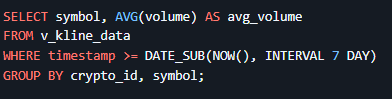 SELECT symbol, AVG(volume) AS avg_volume
FROM v_kline_data
WHERE timestamp >= DATE_SUB(NOW(), INTERVAL 7 DAY)
GROUP BY crypto_id, symbol;